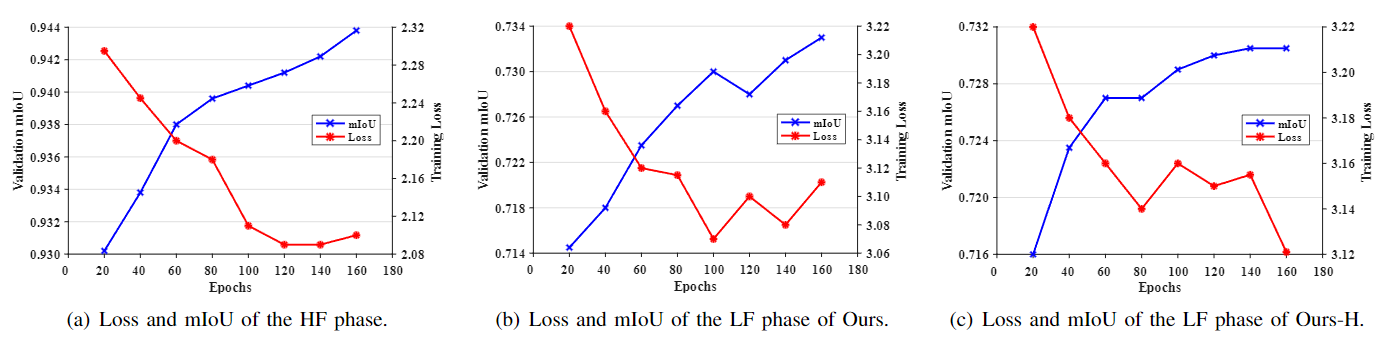 0.944
0.942
0.940
0.938
0.936
0.934
0.932
0.930
Validation mIoU
2.32
2.28
2.24
2.20
2.16
2.12
2.08
Training Loss
mIoU
Loss
0 20 40 60 80 100 120 140 160 180
Epochs
(a) Loss and mIoU of the HF phase.
0.734
0.730
0.726
0.722
0.718
0.714
Validation mIoU
3.22
3.20
3.18
3.16
3.14
3.12
3.10
3.08
3.06
Training Loss
mIoU
Loss
0 20 40 60 80 100 120 140 160 180
Epochs
(b) Loss and mIoU of the LF phase of Ours.
0.732
0.728
0.724
0.720
0.716
Validation mIoU
3.22
3.20
3.18
3.16
3.14
3.12
Training Loss
mIoU
Loss
0 20 40 60 80 100 120 140 160 180
Epochs
(c) Loss and mIoU of the LF phase of Ours-H.